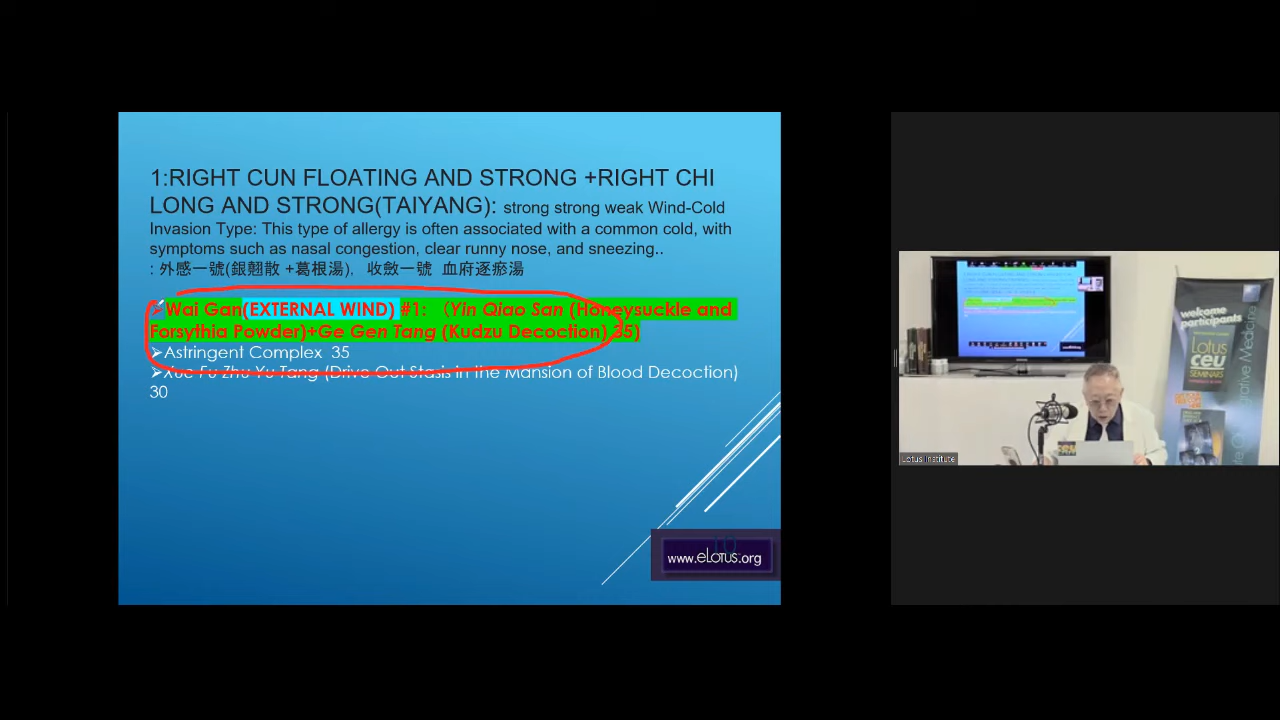 1:RIGHT CUN FLOATING AND STRONG +RIGHT CHI
LONG AND STRONG(TAIYANG): strong strong weak Wind-Cold
Invasion Type: This type of allergy is often associated with a common cold, with
symptoms such as nasal congestion, clear runny nose, and sneezing..
: 外感一號(銀翹散 +葛根湯), 收斂一號 血府逐瘀湯
➢Wai Gan(EXTERNAL WIND) #1: (Yin Qiao San (Honeysuckle and
Forsythia Powder)+Ge Gen Tang (Kudzu Decoction) 35)
➢Astringent Complex 35
➢Xue Fu Zhu Yu Tang (Drive Out Stasis in the Mansion of Blood Decoction)
30
www.eLotus.org
welcome
participants
Lotus
ceu
SEMINARS
Lotus Institute